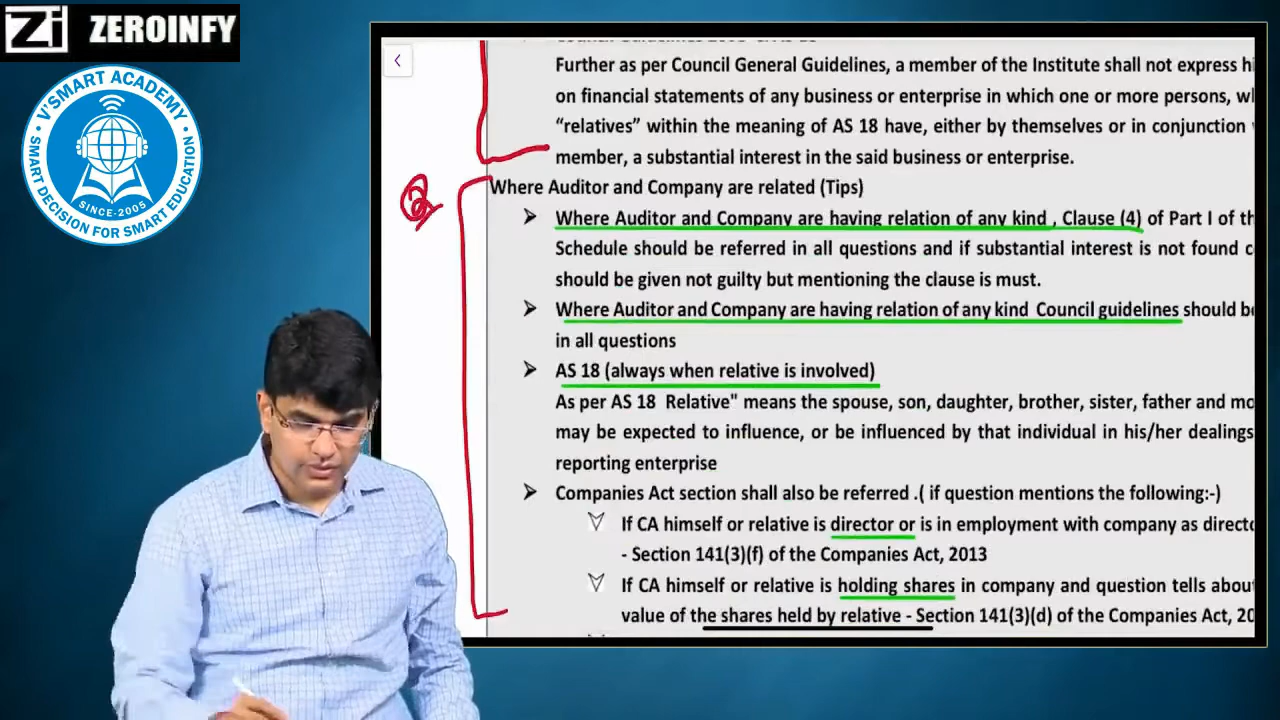 Zi ZEROINFY
V'SMART ACADEMY
SINCE-2005
SMART DECISION FOR SMART EDUCATION
Further as per Council General Guidelines, a member of the Institute shall not express hi
on financial statements of any business or enterprise in which one or more persons, wh
“relatives” within the meaning of AS 18 have, either by themselves or in conjunction
member, a substantial interest in the said business or enterprise.
Where Auditor and Company are related (Tips)
Where Auditor and Company are having relation of any kind , Clause (4) of Part I of th
Schedule should be referred in all questions and if substantial interest is not found c
should be given not guilty but mentioning the clause is must.
Where Auditor and Company are having relation of any kind Council guidelines should be
in all questions
AS 18 (always when relative is involved)
As per AS 18 Relative" means the spouse, son, daughter, brother, sister, father and mo
may be expected to influence, or be influenced by that individual in his/her dealings
reporting enterprise
Companies Act section shall also be referred .( if question mentions the following:-)
If CA himself or relative is director or is in employment with company as directo
- Section 141(3)(f) of the Companies Act, 2013
If CA himself or relative is holding shares in company and question tells about
value of the shares held by relative - Section 141(3)(d) of the Companies Act, 20